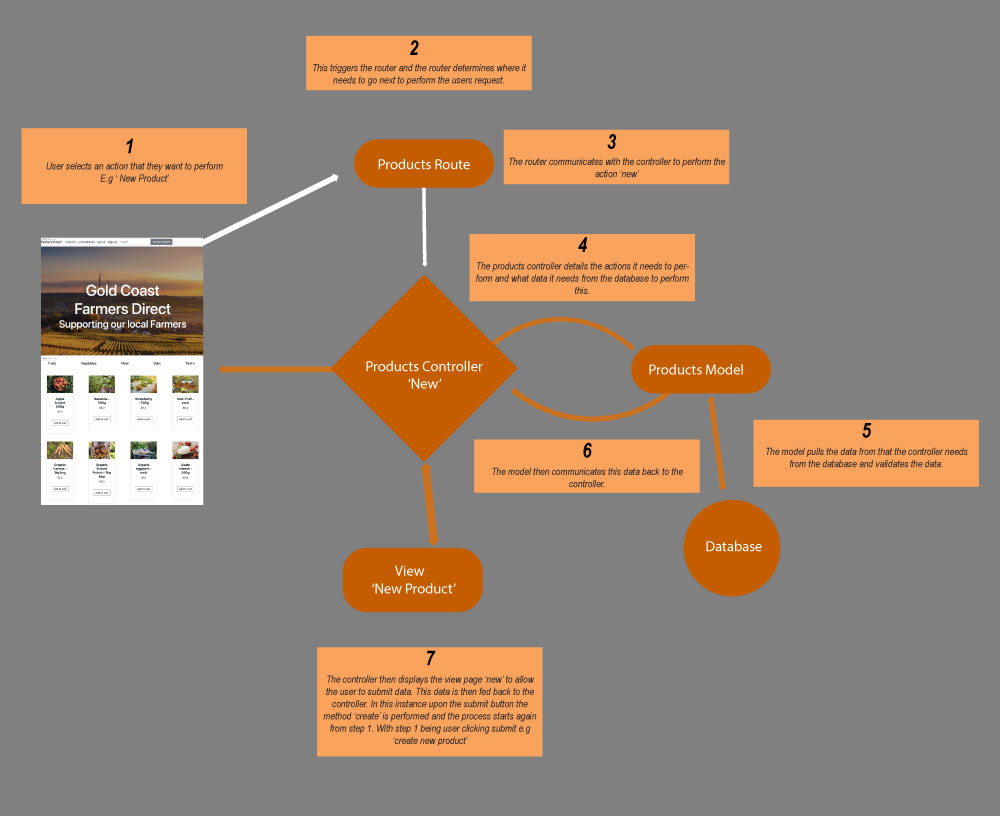 2
This triggers the router and the router determines where it
needs to go next to perform the users request.
1
User selects an action that they want to perform
E.g ‘ New Product’
3
The router communicates with the controller to perform the
action ‘new’
Products Route
4
The products controller details the actions it needs to per-
form and what data it needs from the database to perform
this.
Gold Coast
Farmers Direct
Supporting our local Farmers
Products Controller
‘New’
Products Model
5
The model pulls the data from that the controller needs
from the database and validates the data.
6
The model then communicates this data back to the
controller.
Database
View
‘New Product’
7
The controller then displays the view page ‘new’ to allow
the user to submit data. This data is then fed back to the
controller. In this instance upon the submit button the
method ‘create’ is performed and the process starts again
from step 1. With step 1 being user clicking submit e.g
‘create new product’